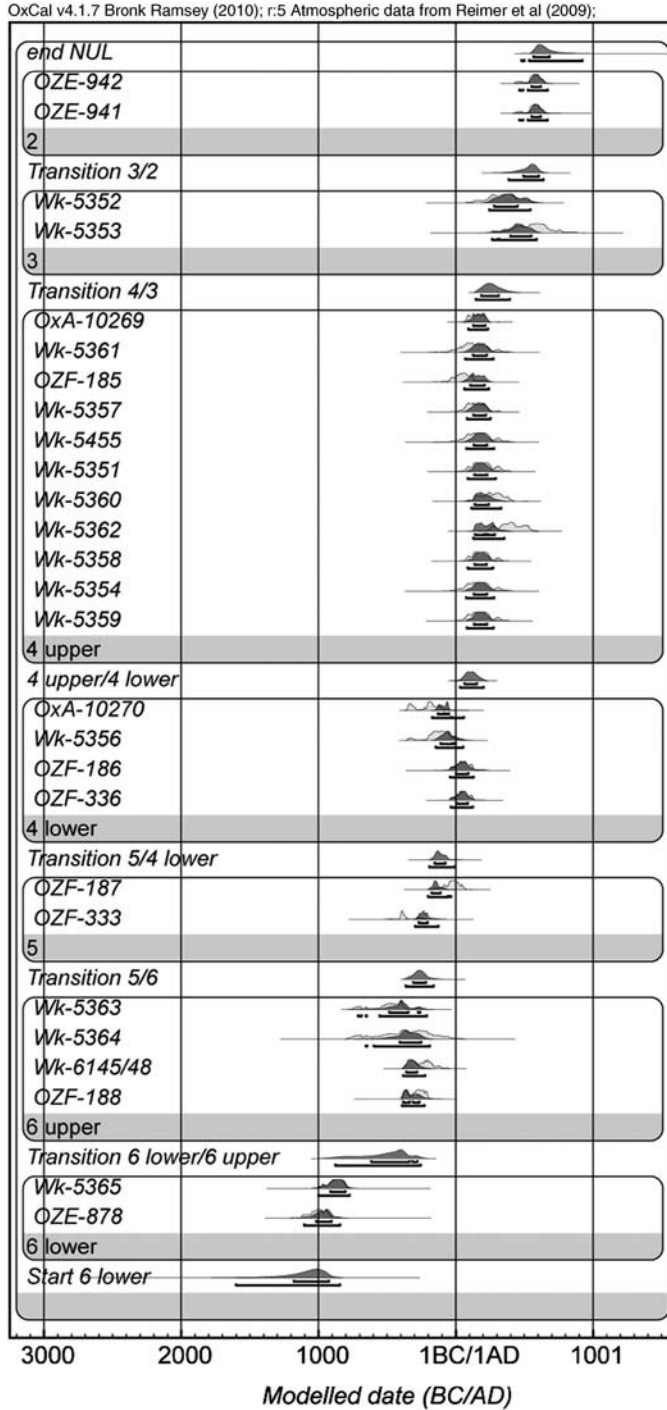 OxCal v4.1.7 Bronk Ramsey (2010); r:5 Atmospheric data from Reimer et al (2009);
end NUL
OZE-942
OZE-941
2
Transition 3/2
Wk-5352
Wk-5353
3
Transition 4/3
OxA-10269
Wk-5361
OZF-185
Wk-5357
Wk-5455
Wk-5351
Wk-5360
Wk-5362
Wk-5358
Wk-5354
Wk-5359
4 upper
4 upper/4 lower
OxA-10270
Wk-5356
OZF-186
OZF-336
4 lower
Transition 5/4 lower
OZF-187
OZF-333
5
Transition 5/6
Wk-5363
Wk-5364
Wk-6145/48
OZF-188
6 upper
Transition 6 lower/6 upper
Wk-5365
OZE-878
6 lower
Start 6 lower
3000 2000 1000 1BC/1AD 1001
Modelled date (BC/AD)